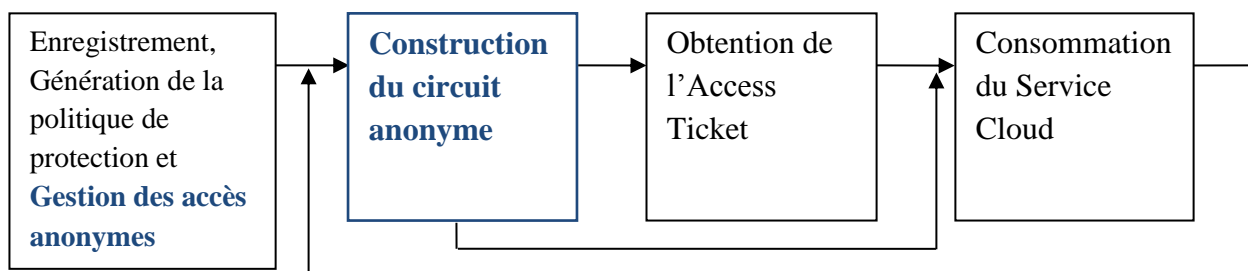 Enregistrement,
Génération de la
politique de
protection et
Gestion des accès
anonymes
Construction
du circuit
anonyme
Obtention de
l’Access
Ticket
Consommation
du Service
Cloud